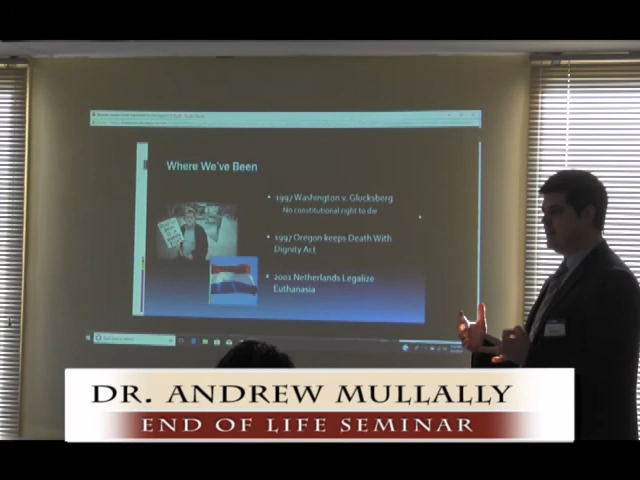 Where We've Been
• 1997 Washington v. Glucksberg
No constitutional right to die
• 1997 Oregon keeps Death With
Dignity Act
• 2001 Netherlands Legalize
Euthanasia
DR. ANDREW MULLALLY
END OF LIFE SEMINAR